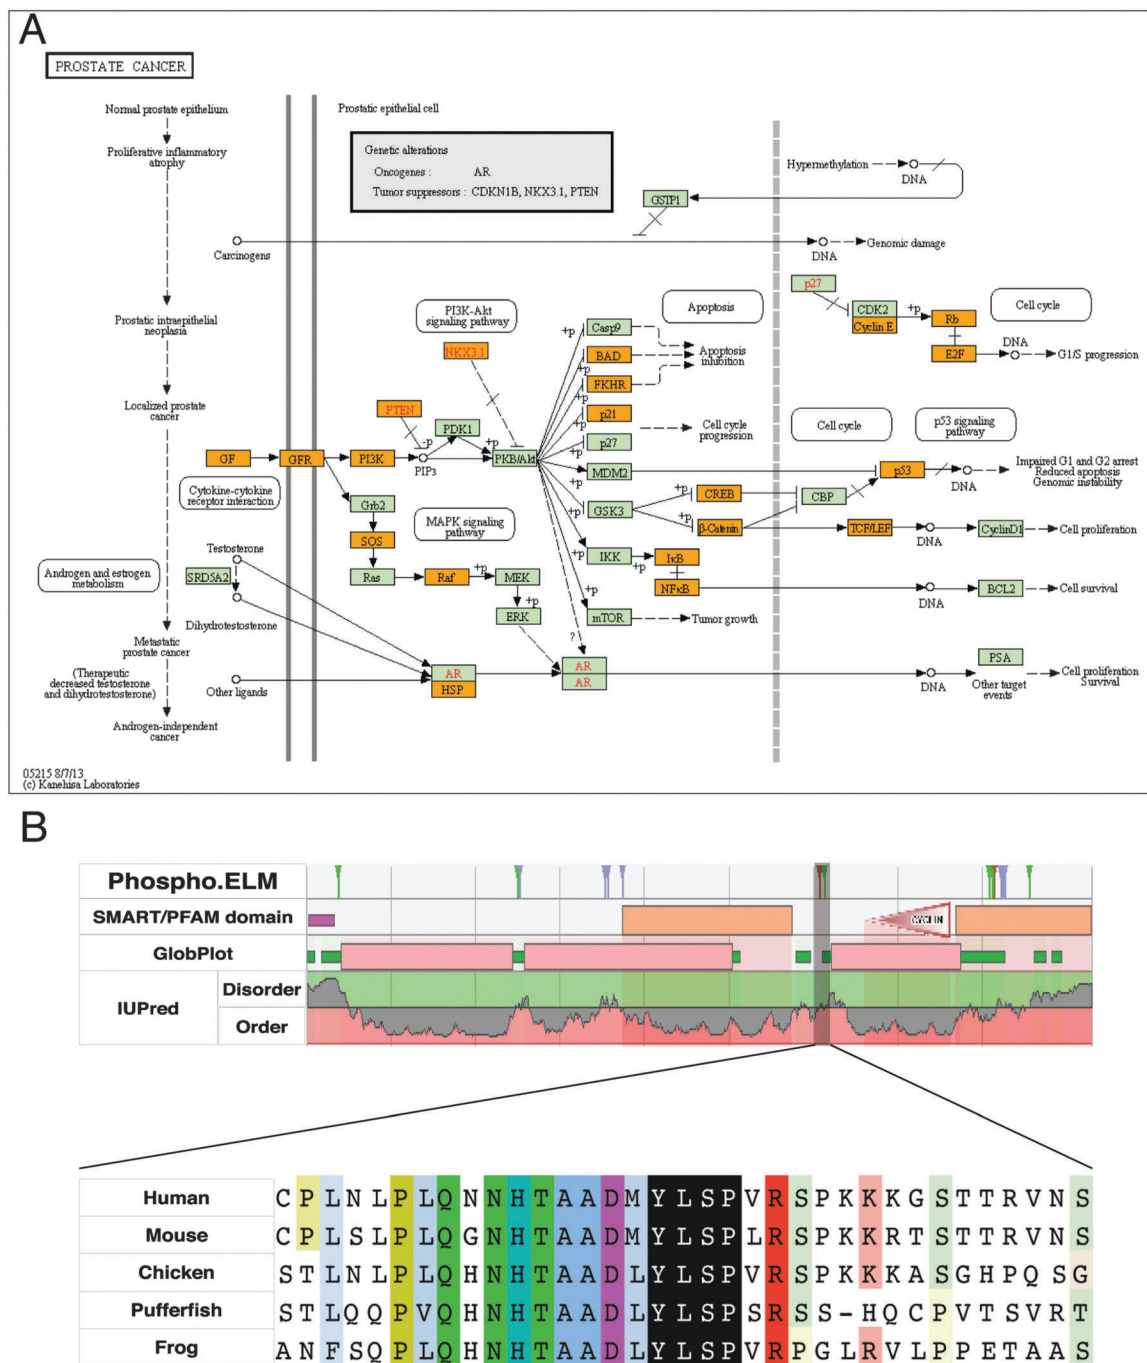 A
PROSTATE CANCER
Normal prostate epithelium
Prostatic epithelial cell
Proliferative inflammatory
atrophy
Genetic alterations
Oncogenes : AR
Tumor suppressors : CDKN1B, NKX3.1, PTEN
Hypermethylation
DNA
GSTP1
Carcinogens
DNA
Genomic damage
Prostatic intraepithelial
neoplasia
PI3K-Akt
signaling pathway
Apoptosis
p27
CDK2
Cyclin E
+p
Rb
Cell cycle
E2F
DNA
G1/S progression
NKX3.1
+p
Casp9
+p
BAD
Apoptosis
inhibition
+p
FKHR
Localized prostate
cancer
PTEN
-p
PDK1
+p
PKB/Akt
PIP3
+p
p21
+p
p27
Cell cycle
progression
Cell cycle
p53 signaling
pathway
GF
GFR
PI3K
MDM2
p53
DNA
Impaired G1 and G2 arrest
Reduced apoptosis
Genomic instability
Cytokine-cytokine
receptor interaction
Grb2
MAPK signaling
pathway
+p
GSK3
+p
CREB
CBP
+p
β-Catenin
TCF/LEF
DNA
CyclinD1
Cell proliferation
SOS
Testosterone
Androgen and estrogen
metabolism
SRD5A2
Ras
Raf
+p
MEK
+p
ERK
+p
IKK
+p
IκB
NFκB
DNA
BCL2
Cell survival
+p
mTOR
Tumor growth
Dihydrotestosterone
Metastatic
prostate cancer
(Therapeutic
decreased testosterone
and dihydrotestosterone)
Other ligands
AR
HSP
?
AR
AR
DNA
PSA
Other target
events
Cell proliferation
Survival
Androgen-independent
cancer
05215 8/7/13
(c) Kanehisa Laboratories
B
Phospho.ELM
SMART/PFAM domain
CYCLIN
GlobPlot
IUPred
Disorder
Order
Human C P L N L P L Q N N H T A A D M Y L S P V R S P K K K G S T T R V N S
Mouse C P L S L P L Q G N H T A A D M Y L S P L R S P K K R T S T T R V N S
Chicken S T L N L P L Q H N H T A A D L Y L S P V R S P K K K A S G H P Q S G
Pufferfish S T L Q Q P V Q H N H T A A D L Y L S P S R S S - H Q C P V T S V R T
Frog A N F S Q P L Q H N H T A A D L Y L S P V R P G L R V L P P E T A A S